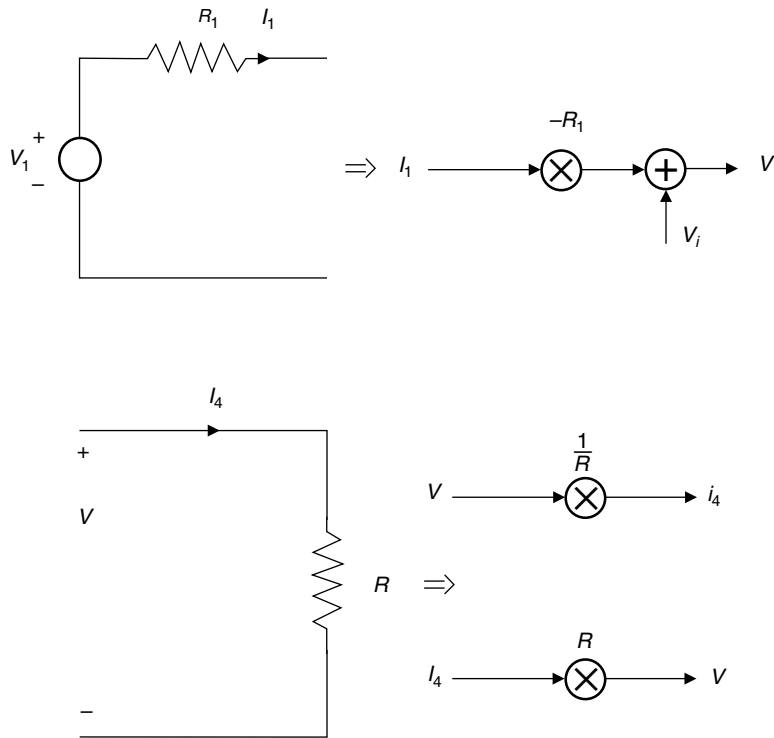 R1 I1
+
V1
–
⇒ I1 –R1 × + V
Vi
I4
+
V
–
R ⇒
V 1/R × i4
I4 R × V